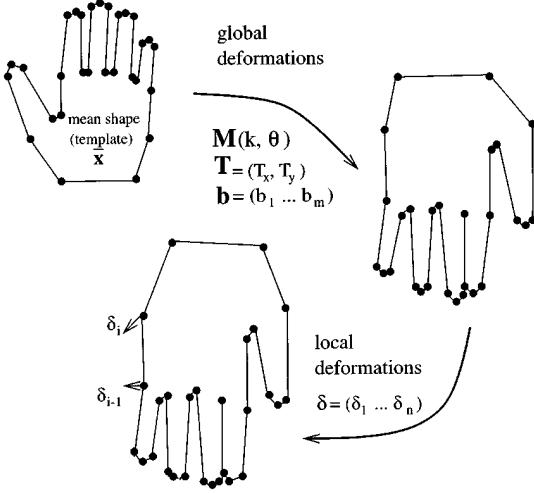 global
deformations
mean shape
(template)
x̄
M(k, θ)
T=(Tx, Ty)
b=(b1 ... bm)
δi
δi-1
local
deformations
δ=(δ1 ... δn)